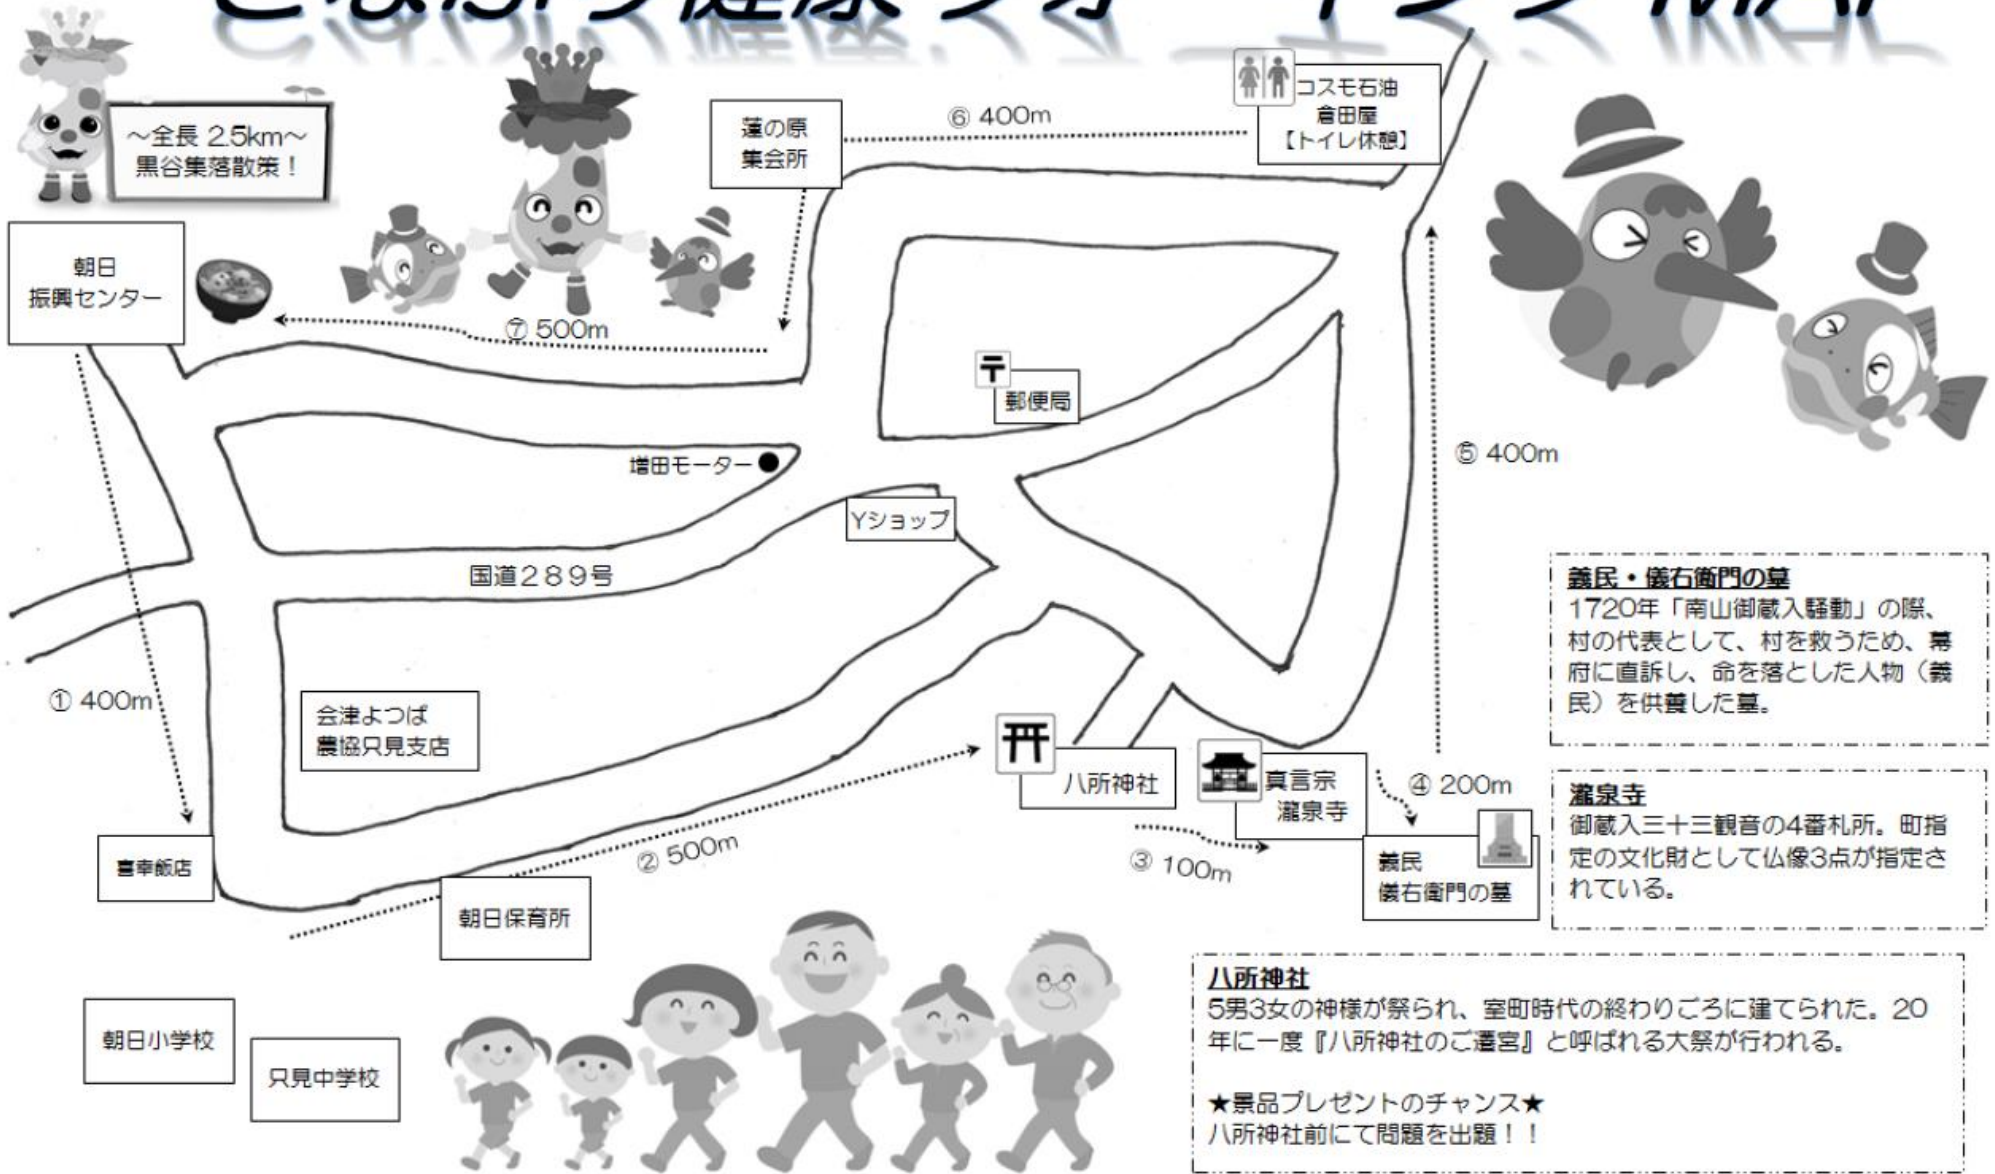 健康ウォーキングMAP
～全長 2.5km～
黒谷集落散策！
朝日
振興センター
蓮の原
集会所
⑥ 400m
コスモ石油
倉田屋
【トイレ休憩】
⑦ 500m
〒
郵便局
増田モーター
Yショップ
国道２８９号
⑤ 400m
① 400m
会津よつば
農協只見支店
喜幸飯店
② 500m
朝日保育所
八所神社
③ 100m
真言宗
瀧泉寺
④ 200m
義民
儀右衛門の墓
朝日小学校
只見中学校
義民・儀右衛門の墓
1720年「南山御蔵入騒動」の際、
村の代表として、村を救うため、幕
府に直訴し、命を落とした人物（義
民）を供養した墓。
瀧泉寺
御蔵入三十三観音の4番札所。町指
定の文化財として仏像3点が指定さ
れている。
八所神社
5男3女の神様が祭られ、室町時代の終わりごろに建てられた。20
年に一度『八所神社のご遷宮』と呼ばれる大祭が行われる。
★景品プレゼントのチャンス★
八所神社前にて問題を出題！！